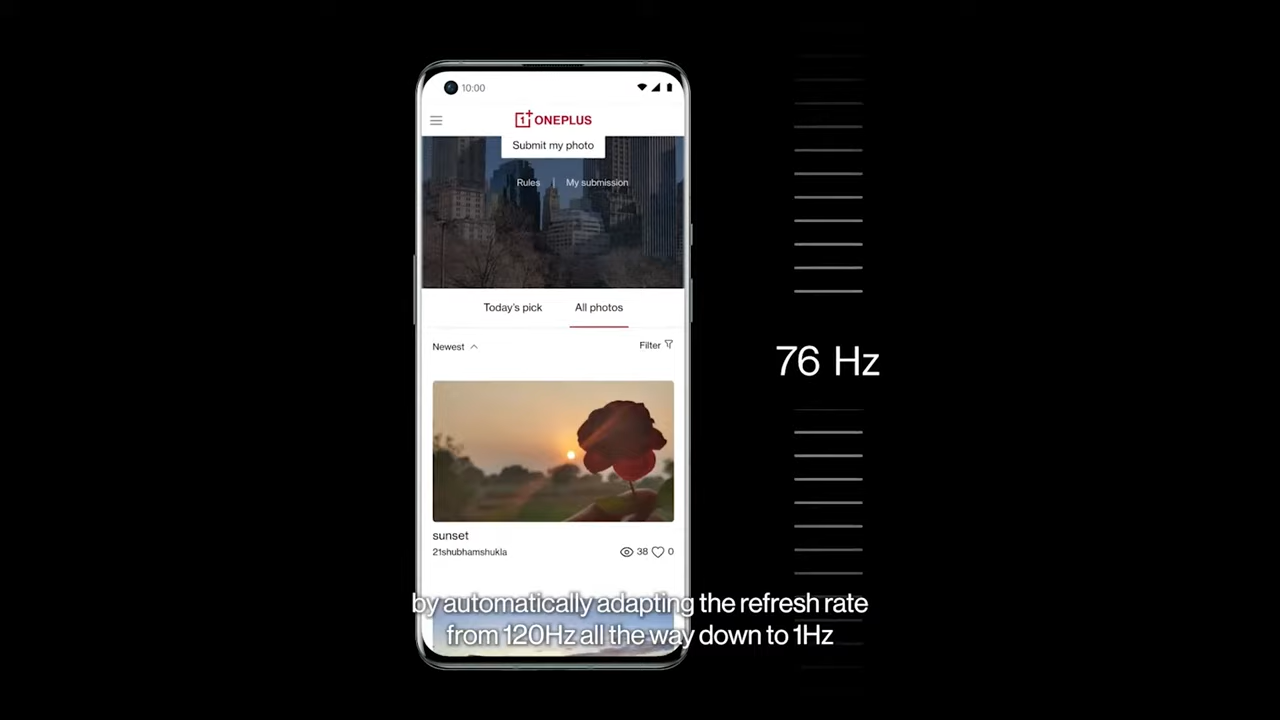 10:00
ONEPLUS
Submit my photo
Rules | My submission
Today's pick
All photos
Newest
Filter
76 Hz
sunset
21shubhamshukla
38
0
by automatically adapting the refresh rate
from 120Hz all the way down to 1Hz